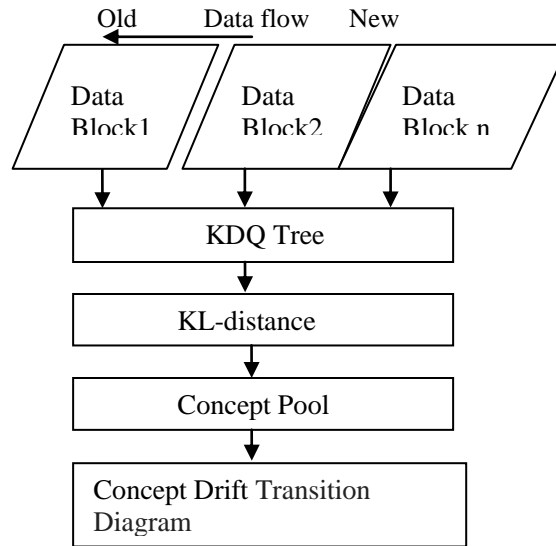 Old Data flow New
Data Data Data
Block1 Block2 Block n
KDQ Tree
KL-distance
Concept Pool
Concept Drift Transition
Diagram